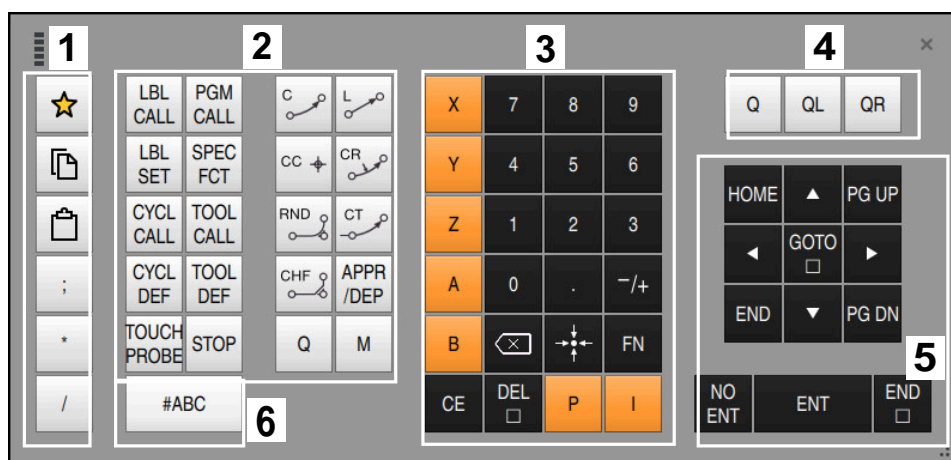 1
2
3
4
LBL CALL
PGM CALL
C
L
X
7
8
9
Q
QL
QR
LBL SET
SPEC FCT
CC
CR
Y
4
5
6
HOME
PG UP
CYCL CALL
TOOL CALL
RND
CT
Z
1
2
3
GOTO
;
CYCL DEF
TOOL DEF
CHF
APPR /DEP
A
0
.
−/+
END
PG DN
*
TOUCH PROBE
STOP
Q
M
B
FN
5
/
#ABC
6
CE
DEL
P
I
NO ENT
ENT
END